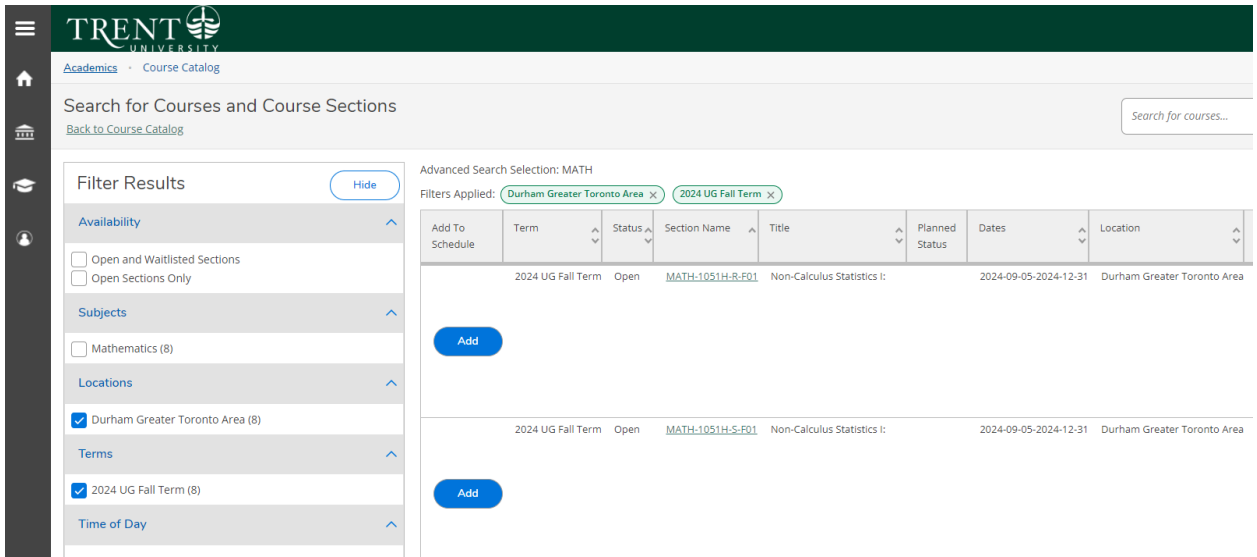 TRENT
UNIVERSITY
Academics · Course Catalog
Search for Courses and Course Sections
Back to Course Catalog
Search for courses...
Filter Results
Hide
Availability
Open and Waitlisted Sections
Open Sections Only
Subjects
Mathematics (8)
Locations
Durham Greater Toronto Area (8)
Terms
2024 UG Fall Term (8)
Time of Day
Advanced Search Selection: MATH
Filters Applied: Durham Greater Toronto Area × 2024 UG Fall Term ×
Add To Schedule Term Status Section Name Title Planned Status Dates Location
2024 UG Fall Term Open MATH-1051H-R-F01 Non-Calculus Statistics I: 2024-09-05-2024-12-31 Durham Greater Toronto Area
Add
2024 UG Fall Term Open MATH-1051H-S-F01 Non-Calculus Statistics I: 2024-09-05-2024-12-31 Durham Greater Toronto Area
Add